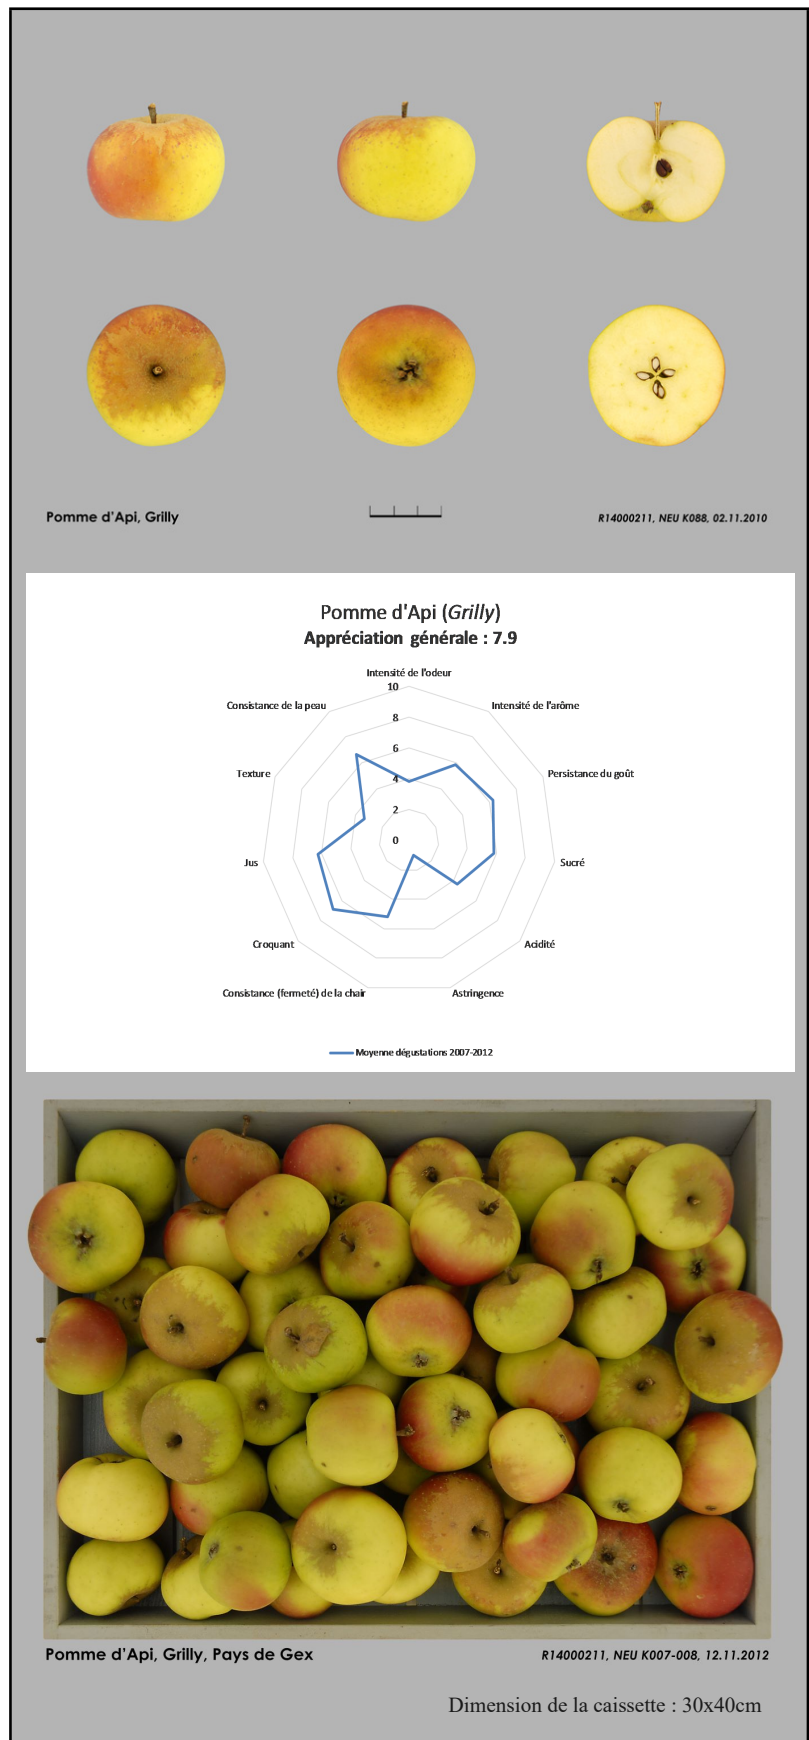 Pomme d'Api, Grilly
R14000211, NEU K088, 02.11.2010
Pomme d'Api (Grilly)
Appréciation générale : 7.9
Intensité de l'odeur
10
Consistance de la peau
Intensité de l'arôme
8
6
Texture
Persistance du goût
4
2
0
Jus
Sucré
Croquant
Acidité
Consistance (fermeté) de la chair
Astringence
Moyenne dégustations 2007-2012
Pomme d'Api, Grilly, Pays de Gex
R14000211, NEU K007-008, 12.11.2012
Dimension de la caissette : 30x40cm